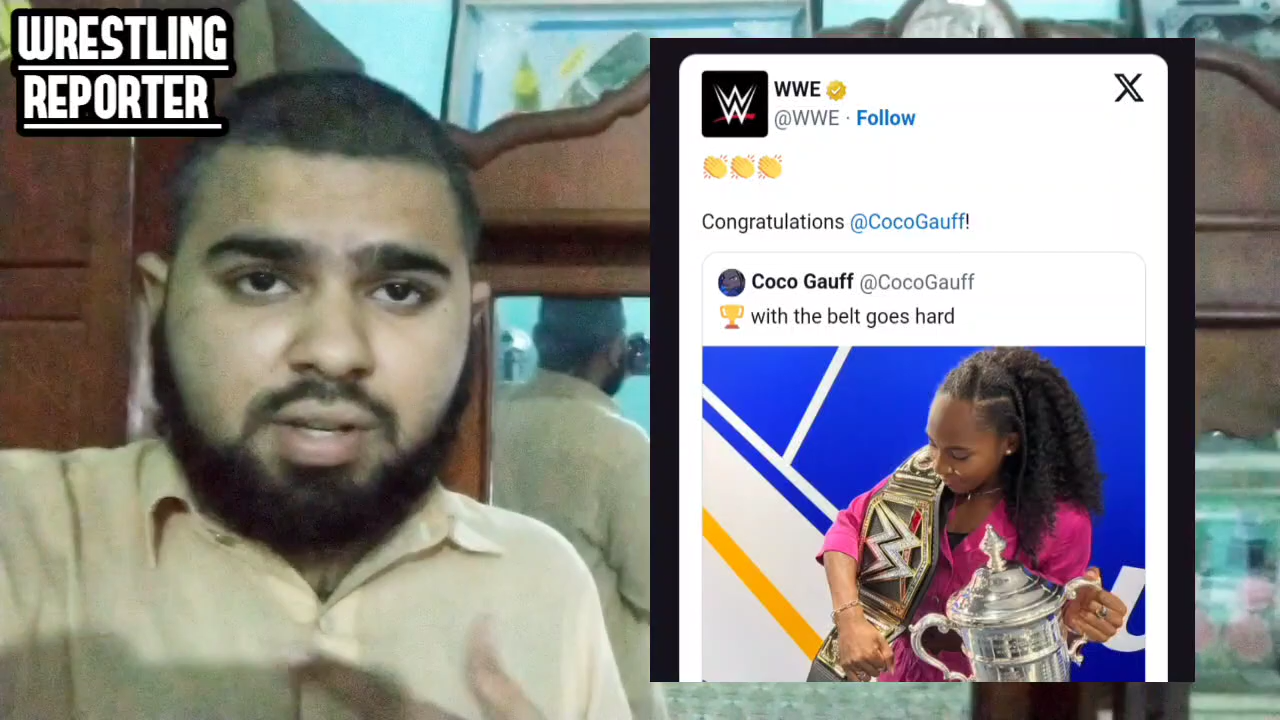 WRESTLING
REPORTER
WWE
@WWE · Follow
👏👏👏
Congratulations @CocoGauff!
Coco Gauff @CocoGauff
🏆 with the belt goes hard